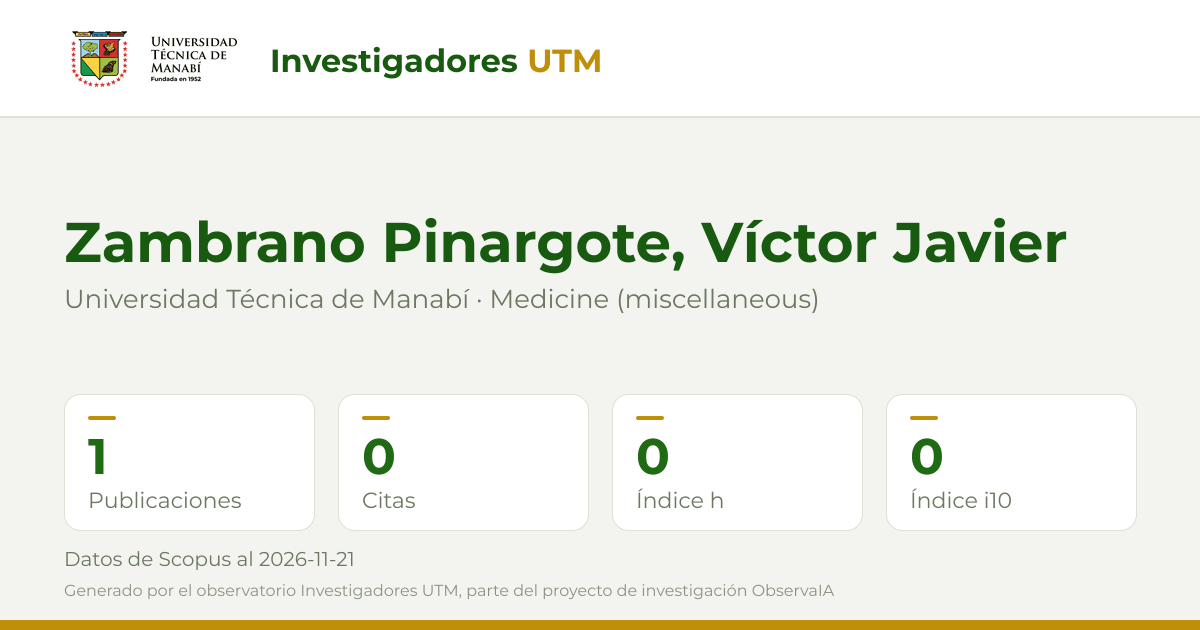 UNIVERSIDAD
TÉCNICA DE
MANABÍ
Fundada en 1952
Investigadores UTM
Zambrano Pinargote, Víctor Javier
Universidad Técnica de Manabí · Medicine (miscellaneous)
1
Publicaciones
0
Citas
0
Índice h
0
Índice i10
Datos de Scopus al 2026-11-21
Generado por el observatorio Investigadores UTM, parte del proyecto de investigación ObservaIA